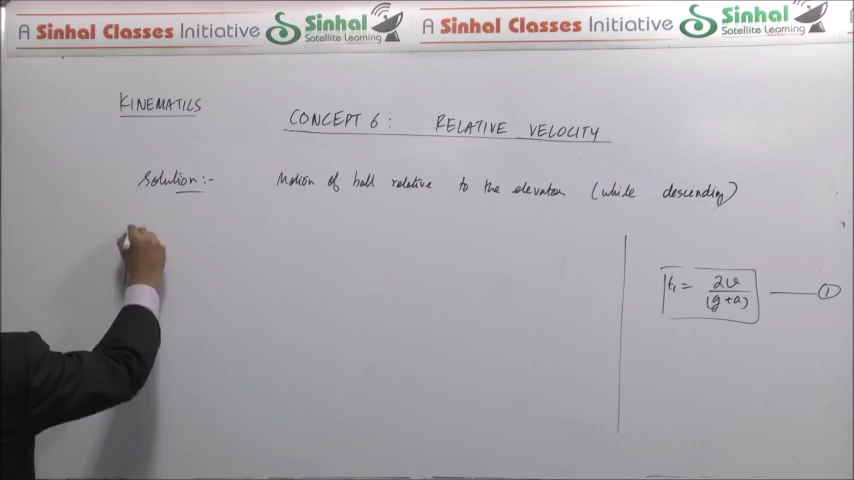 A Sinhal Classes Initiative Sinhal Satellite Learning A Sinhal Classes Initiative Sinhal Satellite Learning A
KINEMATICS
CONCEPT 6 : RELATIVE VELOCITY
Solution :- Motion of ball relative to the elevator (while descending)
t₁ = 2v / (g+a) — ①